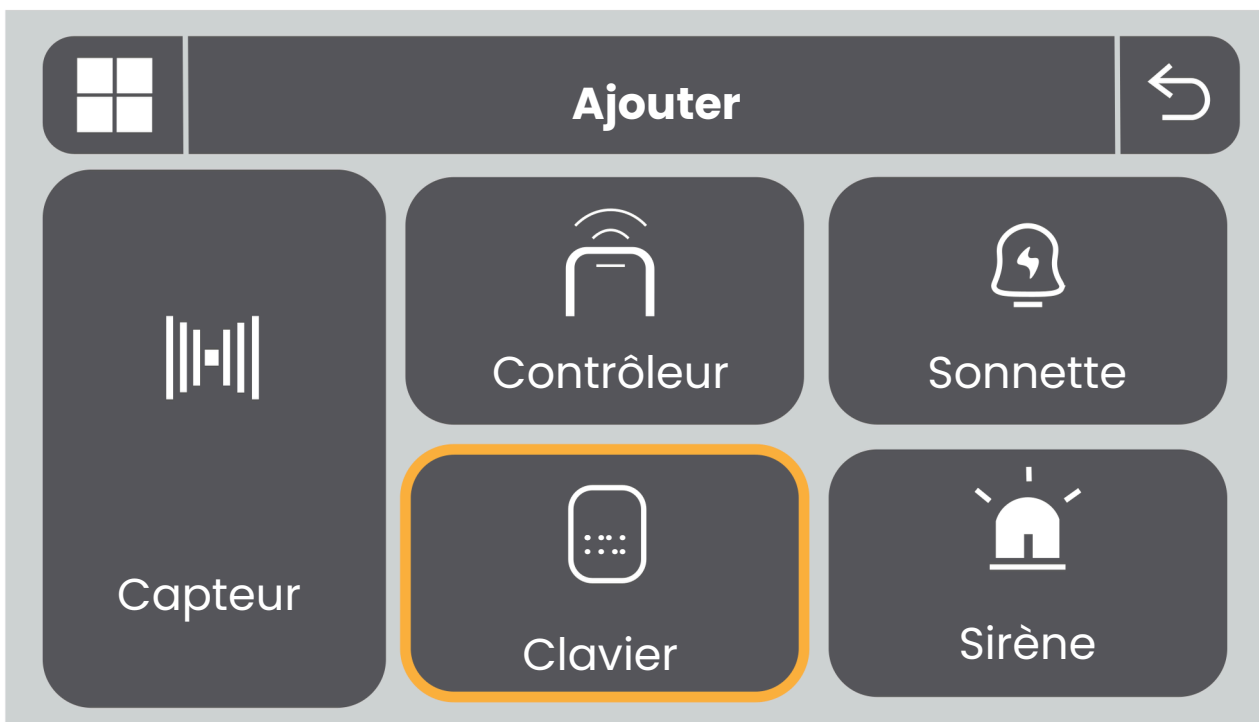 Ajouter
Contrôleur
Sonnette
Capteur
Clavier
Sirène